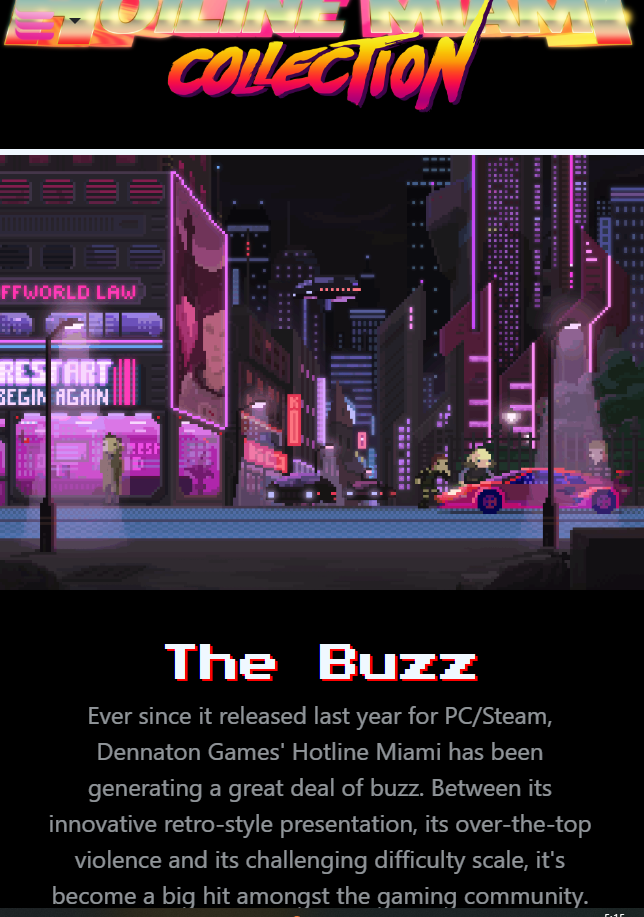 HOTLINE MIAMI
COLLECTION
FFWORLD LAW
RESTART
BEGIN AGAIN
The Buzz
Ever since it released last year for PC/Steam,
Dennaton Games' Hotline Miami has been
generating a great deal of buzz. Between its
innovative retro-style presentation, its over-the-top
violence and its challenging difficulty scale, it's
become a big hit amongst the gaming community.